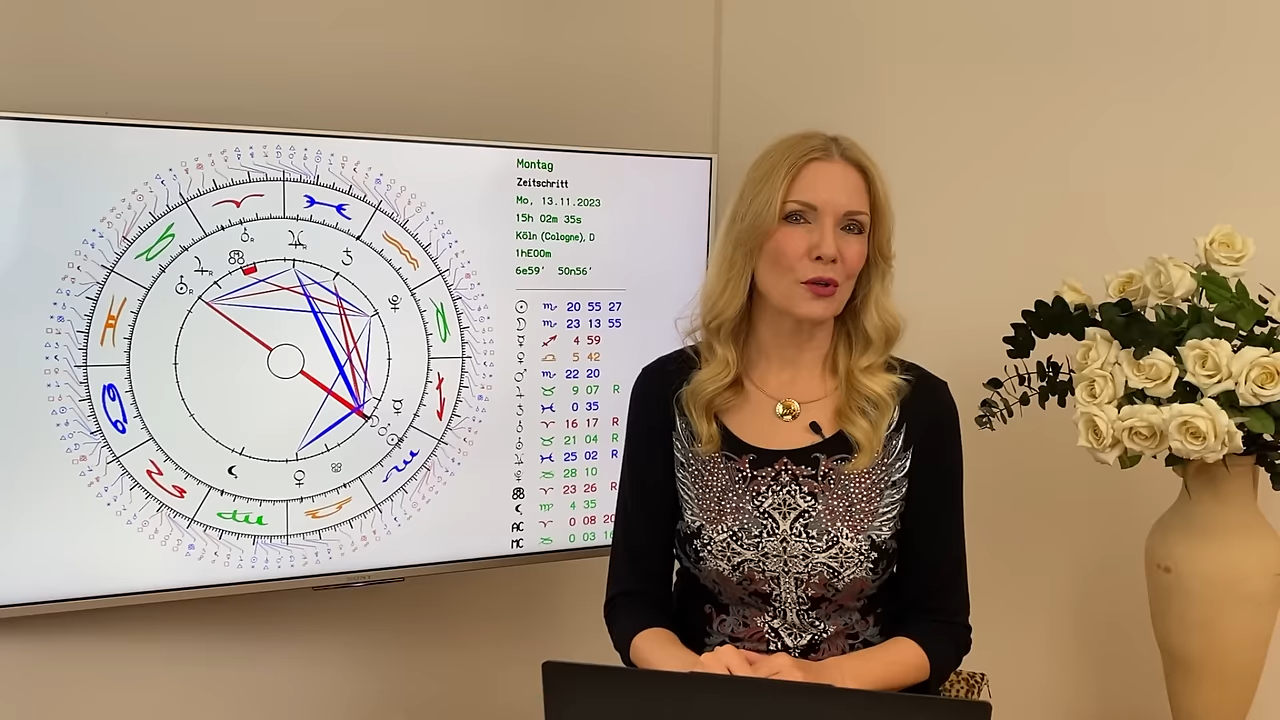 Montag
Zeitschritt
Mo, 13.11.2023
15h 02m 35s
Köln (Cologne), D
1hE00m
6e59' 50n56'
☉ ♏ 20 55 27
☽ ♏ 23 13 55
☿ ♐ 4 59
♀ ♎ 5 42
♂ ♏ 22 20
♃ ♉ 9 07 R
♄ ♓ 0 35
⚷ ♈ 16 17 R
♅ ♉ 21 04 R
♆ ♓ 25 02 R
♇ ♑ 28 10
☊ ♈ 23 26 R
⚸ ♍ 4 35
AC ♈ 0 08 20
MC ♑ 0 03